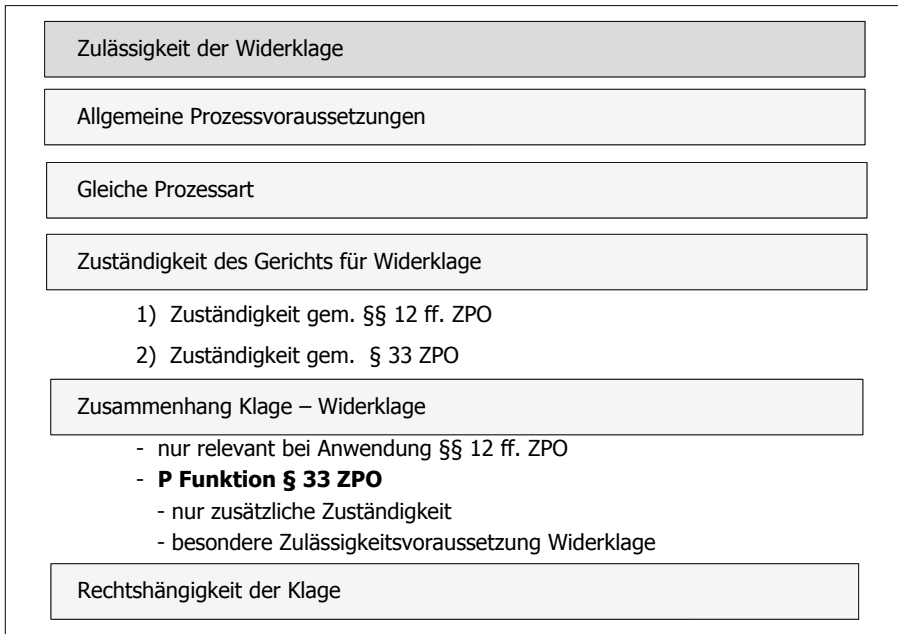 Zulässigkeit der Widerklage
Allgemeine Prozessvoraussetzungen
Gleiche Prozessart
Zuständigkeit des Gerichts für Widerklage
1) Zuständigkeit gem. §§ 12 ff. ZPO
2) Zuständigkeit gem. § 33 ZPO
Zusammenhang Klage – Widerklage
- nur relevant bei Anwendung §§ 12 ff. ZPO
- P Funktion § 33 ZPO
- nur zusätzliche Zuständigkeit
- besondere Zulässigkeitsvoraussetzung Widerklage
Rechtshängigkeit der Klage